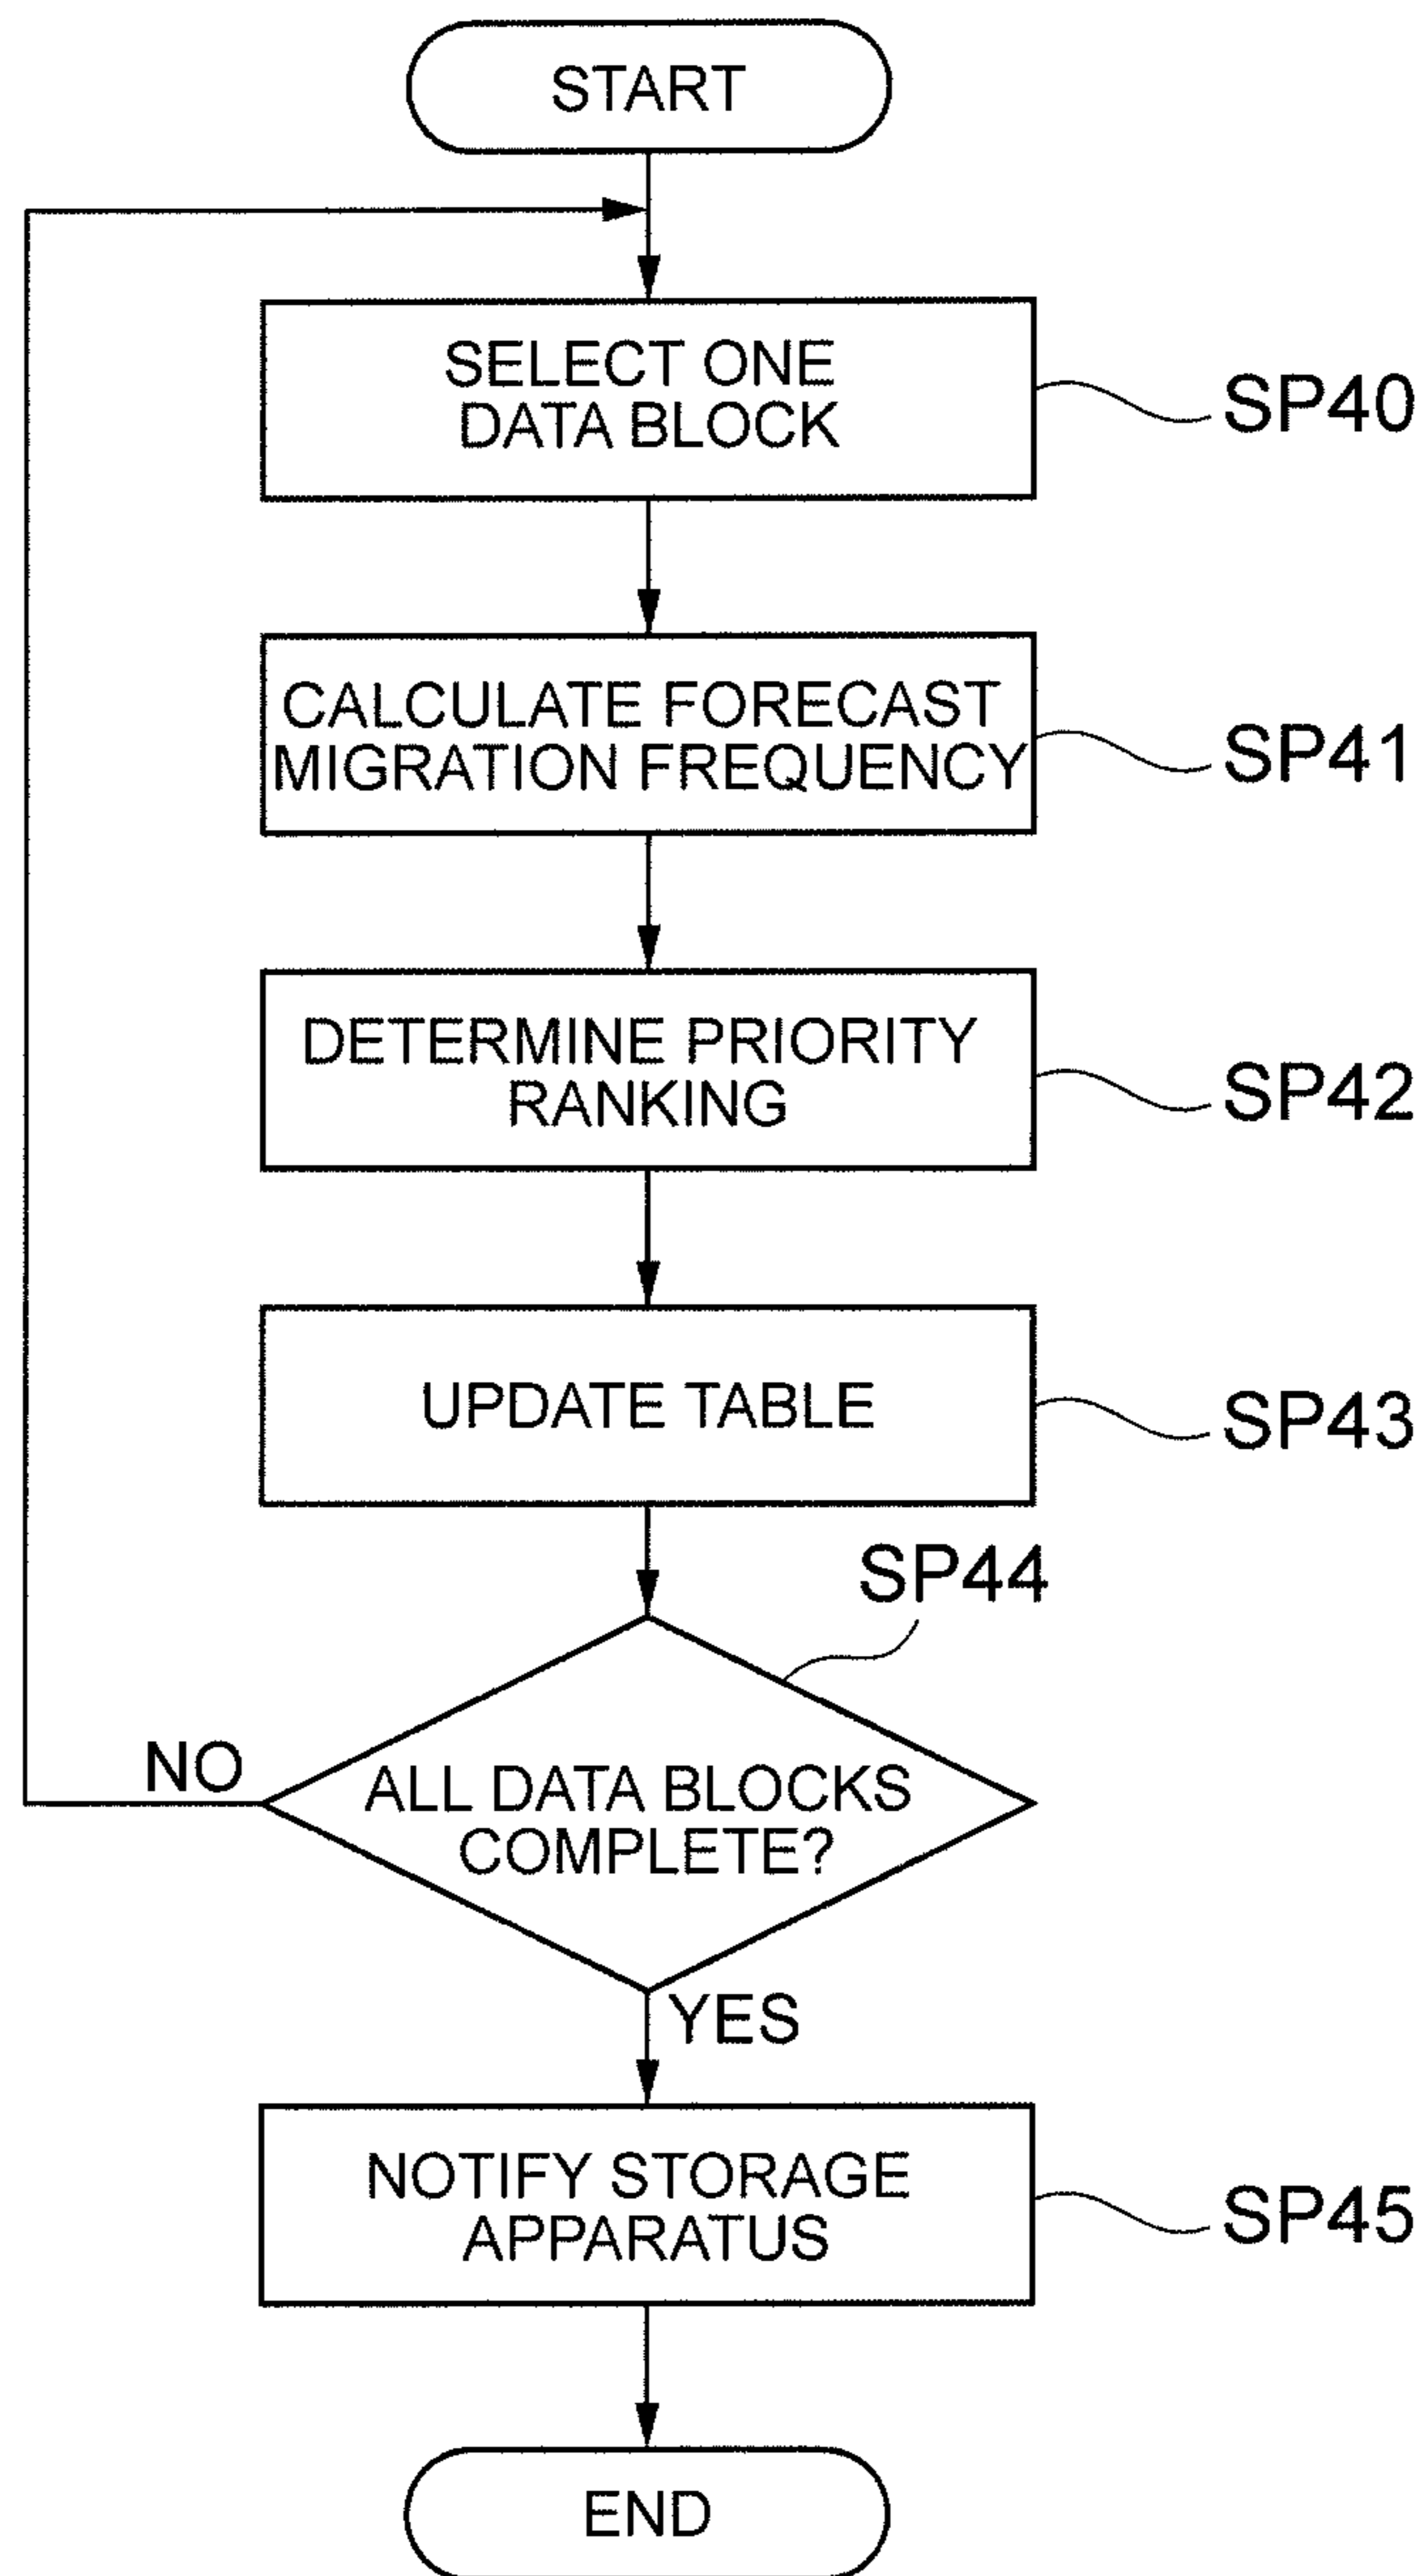 START
SELECT ONE
DATA BLOCK
SP40
CALCULATE FORECAST
MIGRATION FREQUENCY
SP41
DETERMINE PRIORITY
RANKING
SP42
UPDATE TABLE
SP43
SP44
NO
ALL DATA BLOCKS
COMPLETE?
YES
NOTIFY STORAGE
APPARATUS
SP45
END